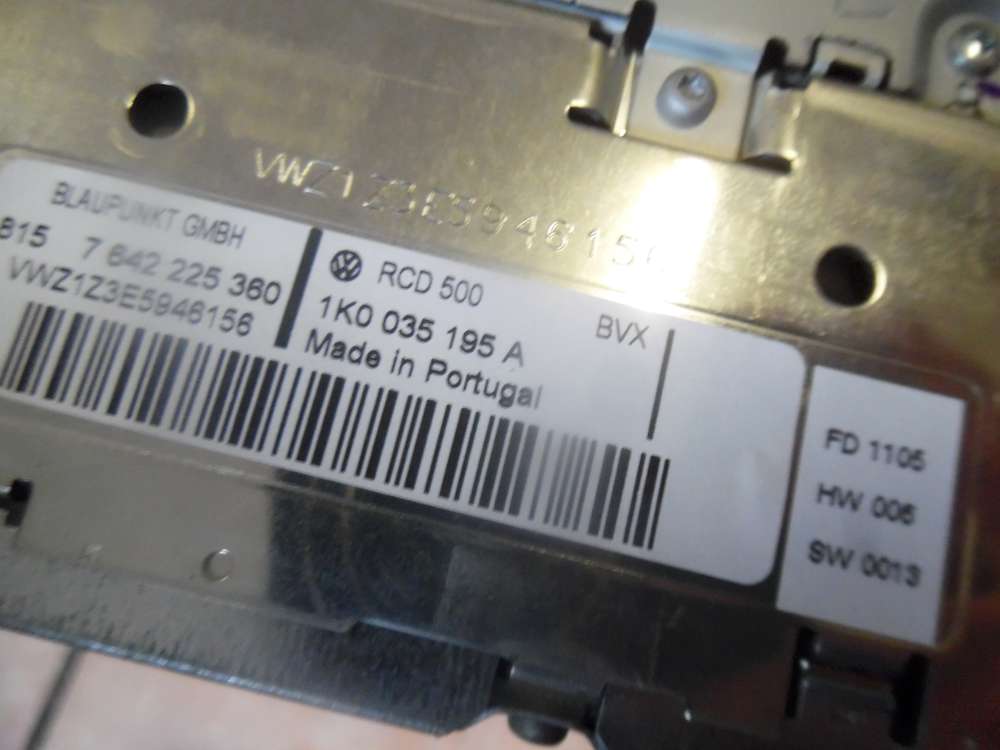 VWZ1Z3E5946156
BLAUPUNKT GMBH
815 7 642 225 360
VWZ1Z3E5946156
RCD 500
1K0 035 195 A
Made in Portugal
BVX
FD 1105
HW 006
SW 0013